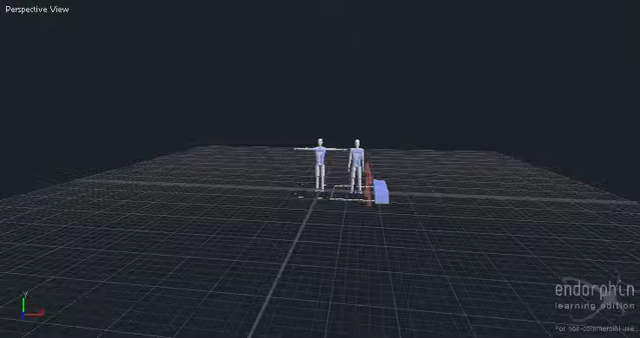 Perspective View
Y
endorphin
learning edition
For non-commercial use